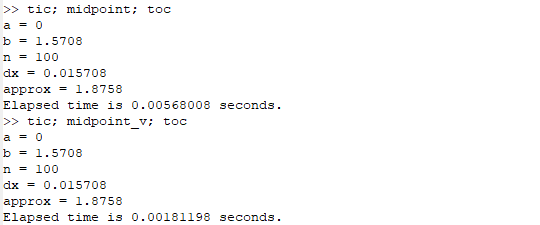 >> tic; midpoint; toc
a = 0
b = 1.5708
n = 100
dx = 0.015708
approx = 1.8758
Elapsed time is 0.00568008 seconds.
>> tic; midpoint_v; toc
a = 0
b = 1.5708
n = 100
dx = 0.015708
approx = 1.8758
Elapsed time is 0.00181198 seconds.